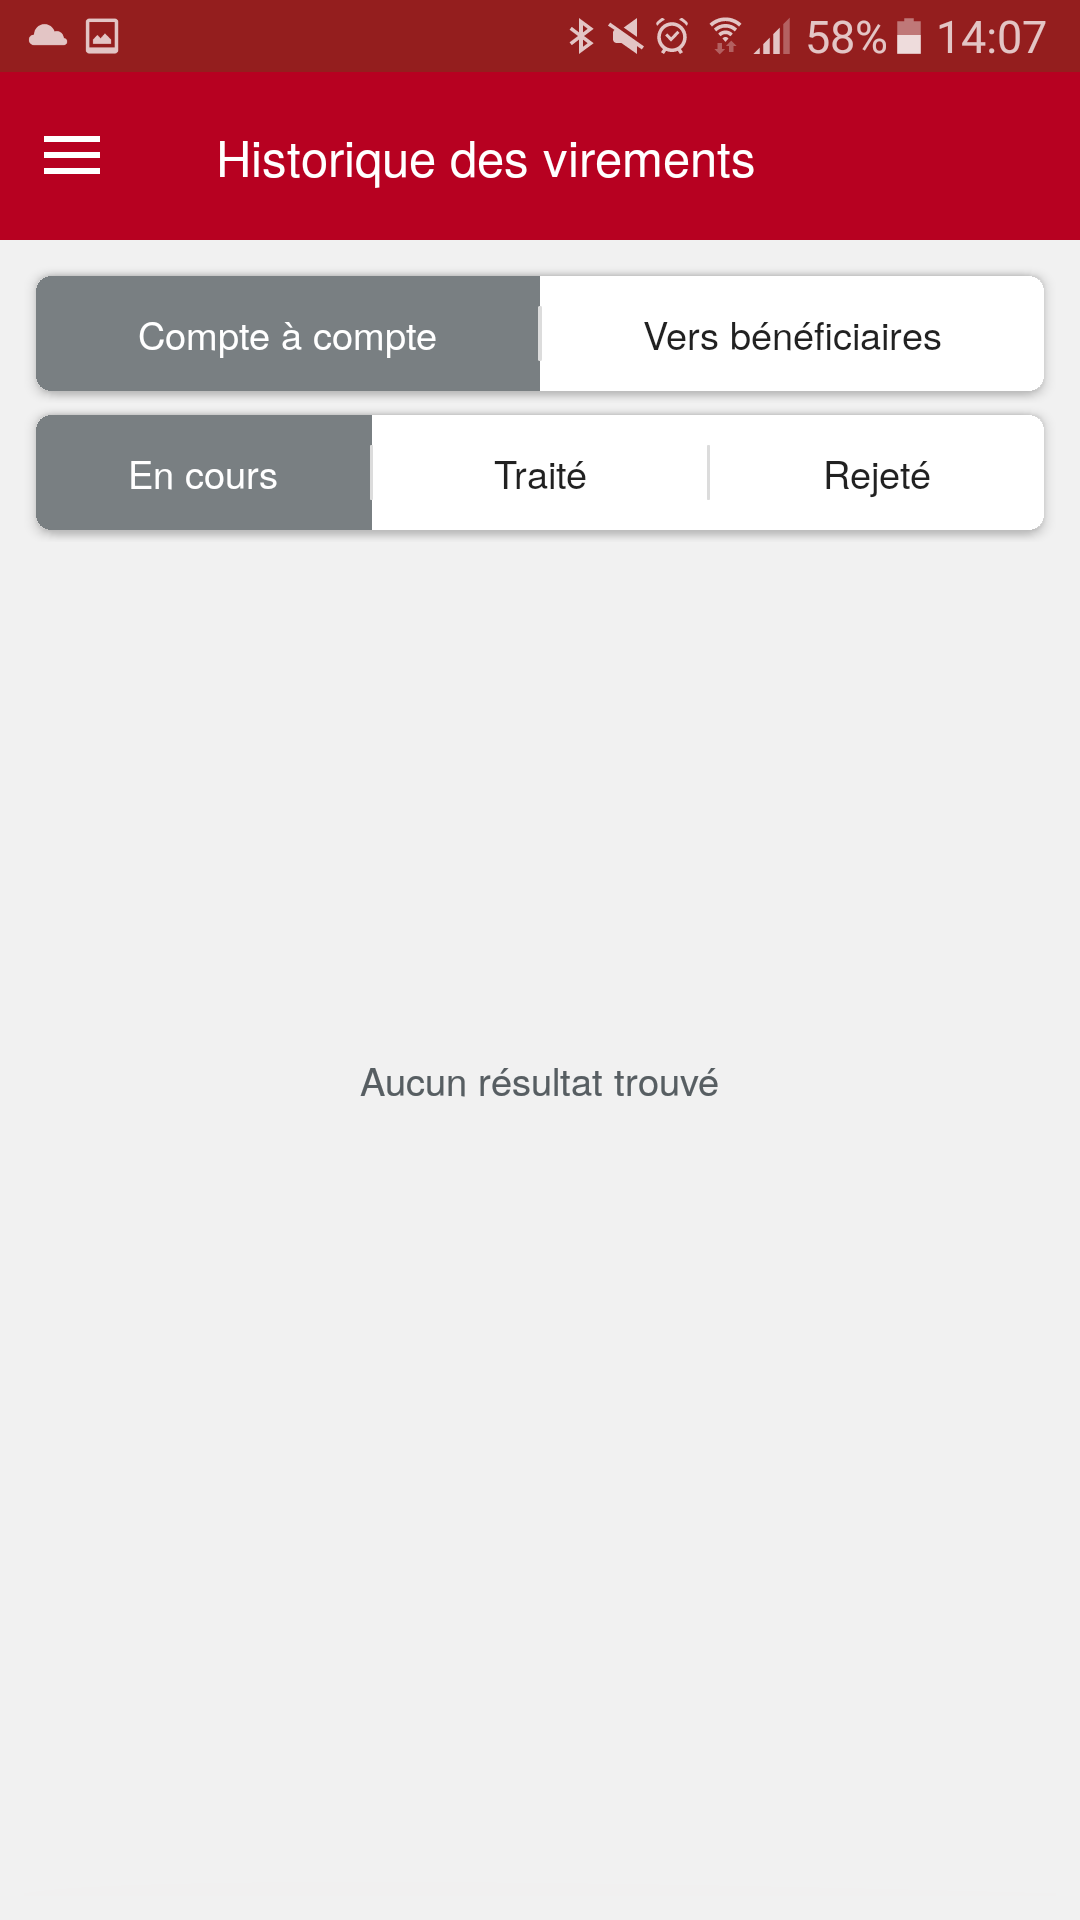 58% 14:07
Historique des virements
Compte à compte Vers bénéficiaires
En cours Traité Rejeté
Aucun résultat trouvé